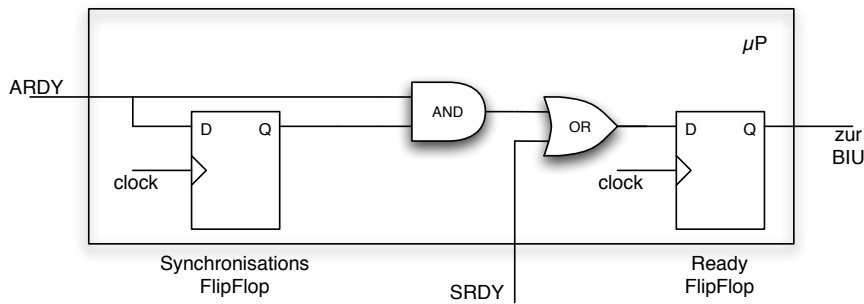 µP
ARDY
AND
D
Q
OR
D
Q
zur
BIU
clock
clock
Synchronisations
FlipFlop
Ready
FlipFlop
SRDY